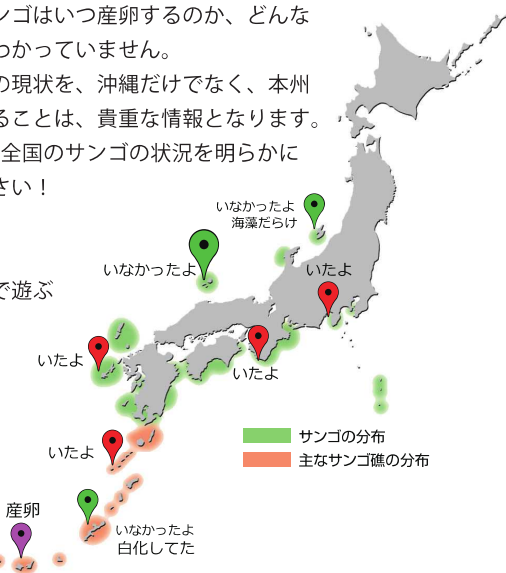 ンゴはいつ産卵するのか、どんな
わかっていません。
の現状を、沖縄だけでなく、本州
ることは、貴重な情報となります。
全国のサンゴの状況を明らかに
さい！
いなかったよ
海藻だらけ
いなかったよ
いたよ
で遊ぶ
いたよ
いたよ
サンゴの分布
いたよ
主なサンゴ礁の分布
産卵
いなかったよ
白化してた